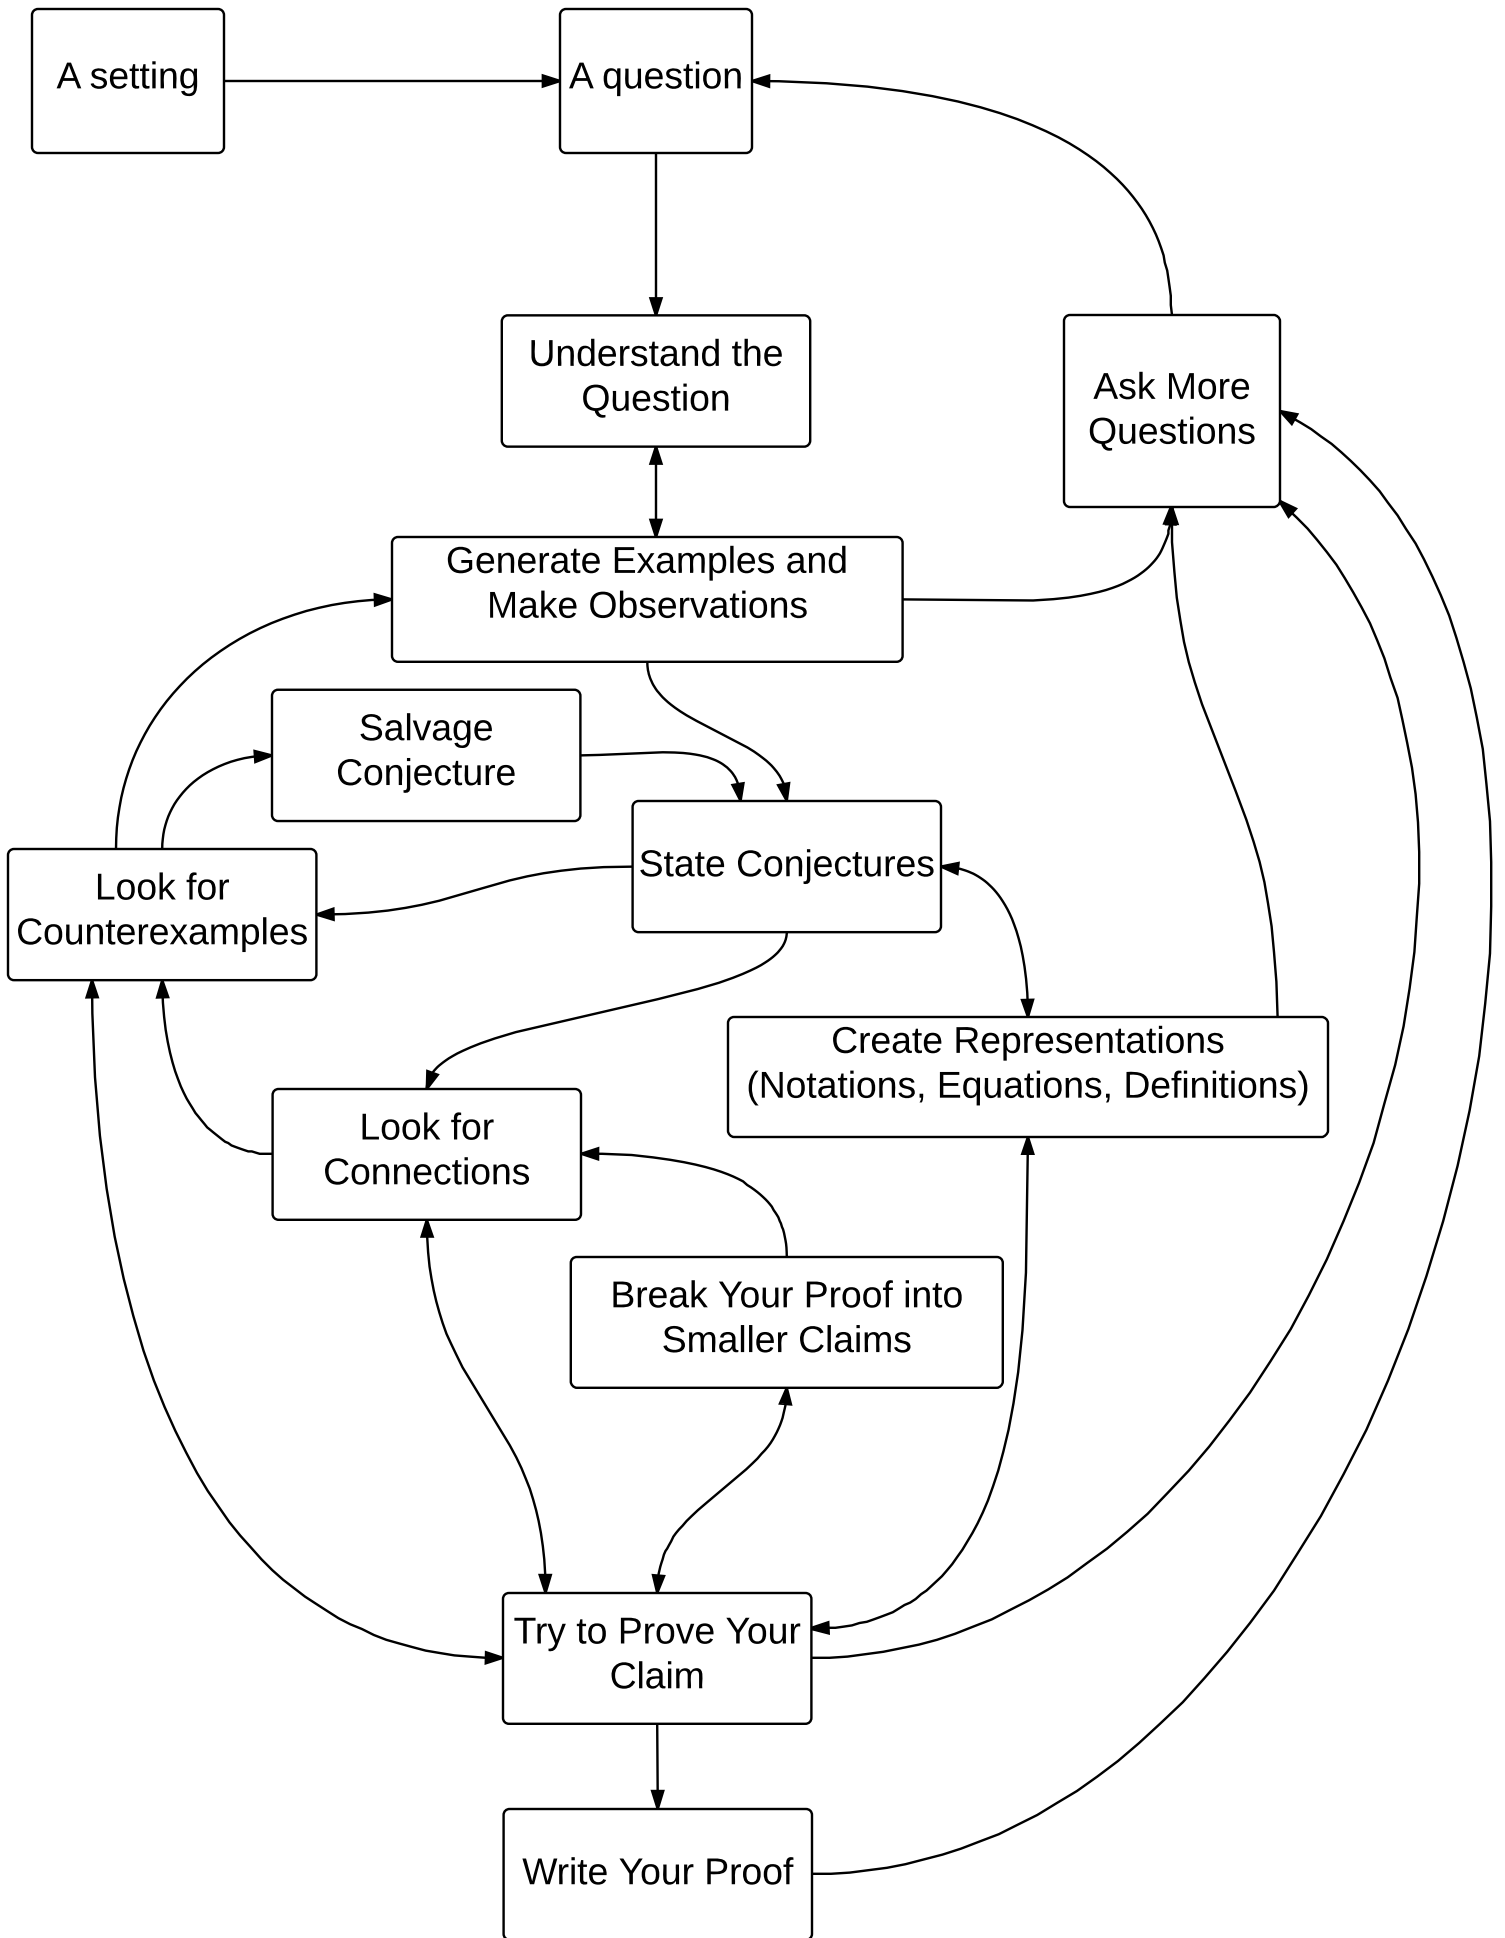 A setting
A question
Understand the
Question
Ask More
Questions
Generate Examples and
Make Observations
Salvage
Conjecture
State Conjectures
Look for
Counterexamples
Create Representations
(Notations, Equations, Definitions)
Look for
Connections
Break Your Proof into
Smaller Claims
Try to Prove Your
Claim
Write Your Proof